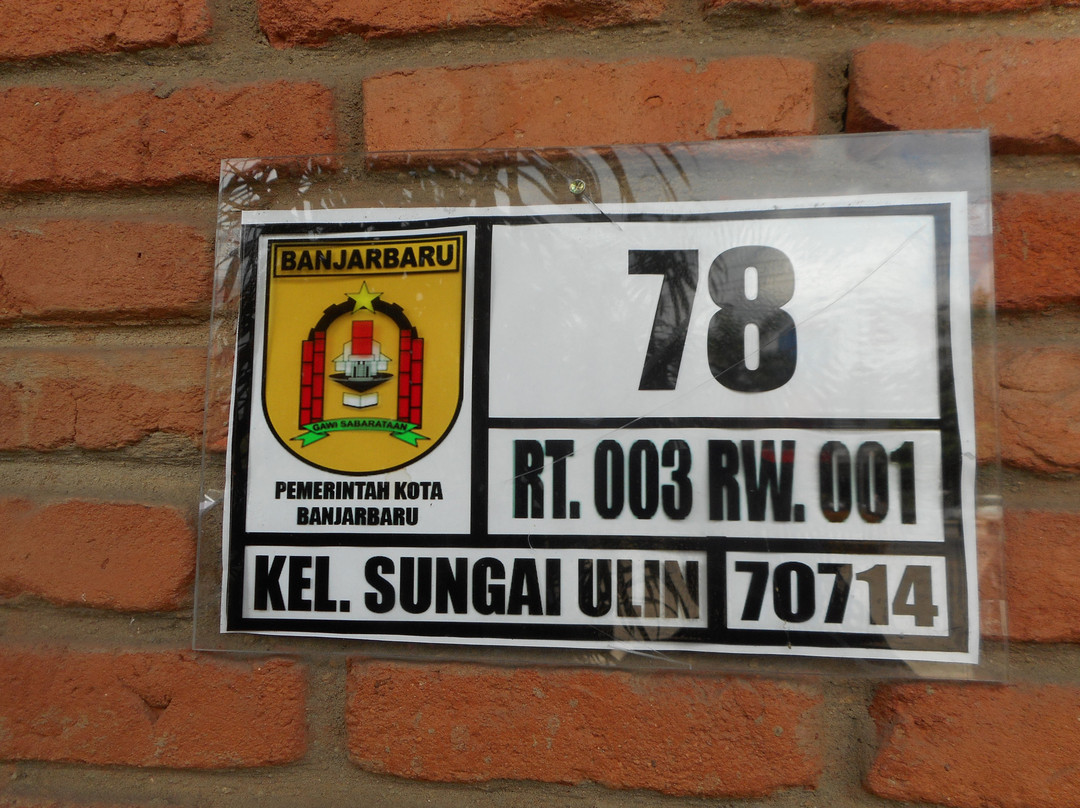 BANJARBARU
GAWI SABARATAAN
PEMERINTAH KOTA
BANJARBARU
78
RT. 003 RW. 001
KEL. SUNGAI ULIN
70714